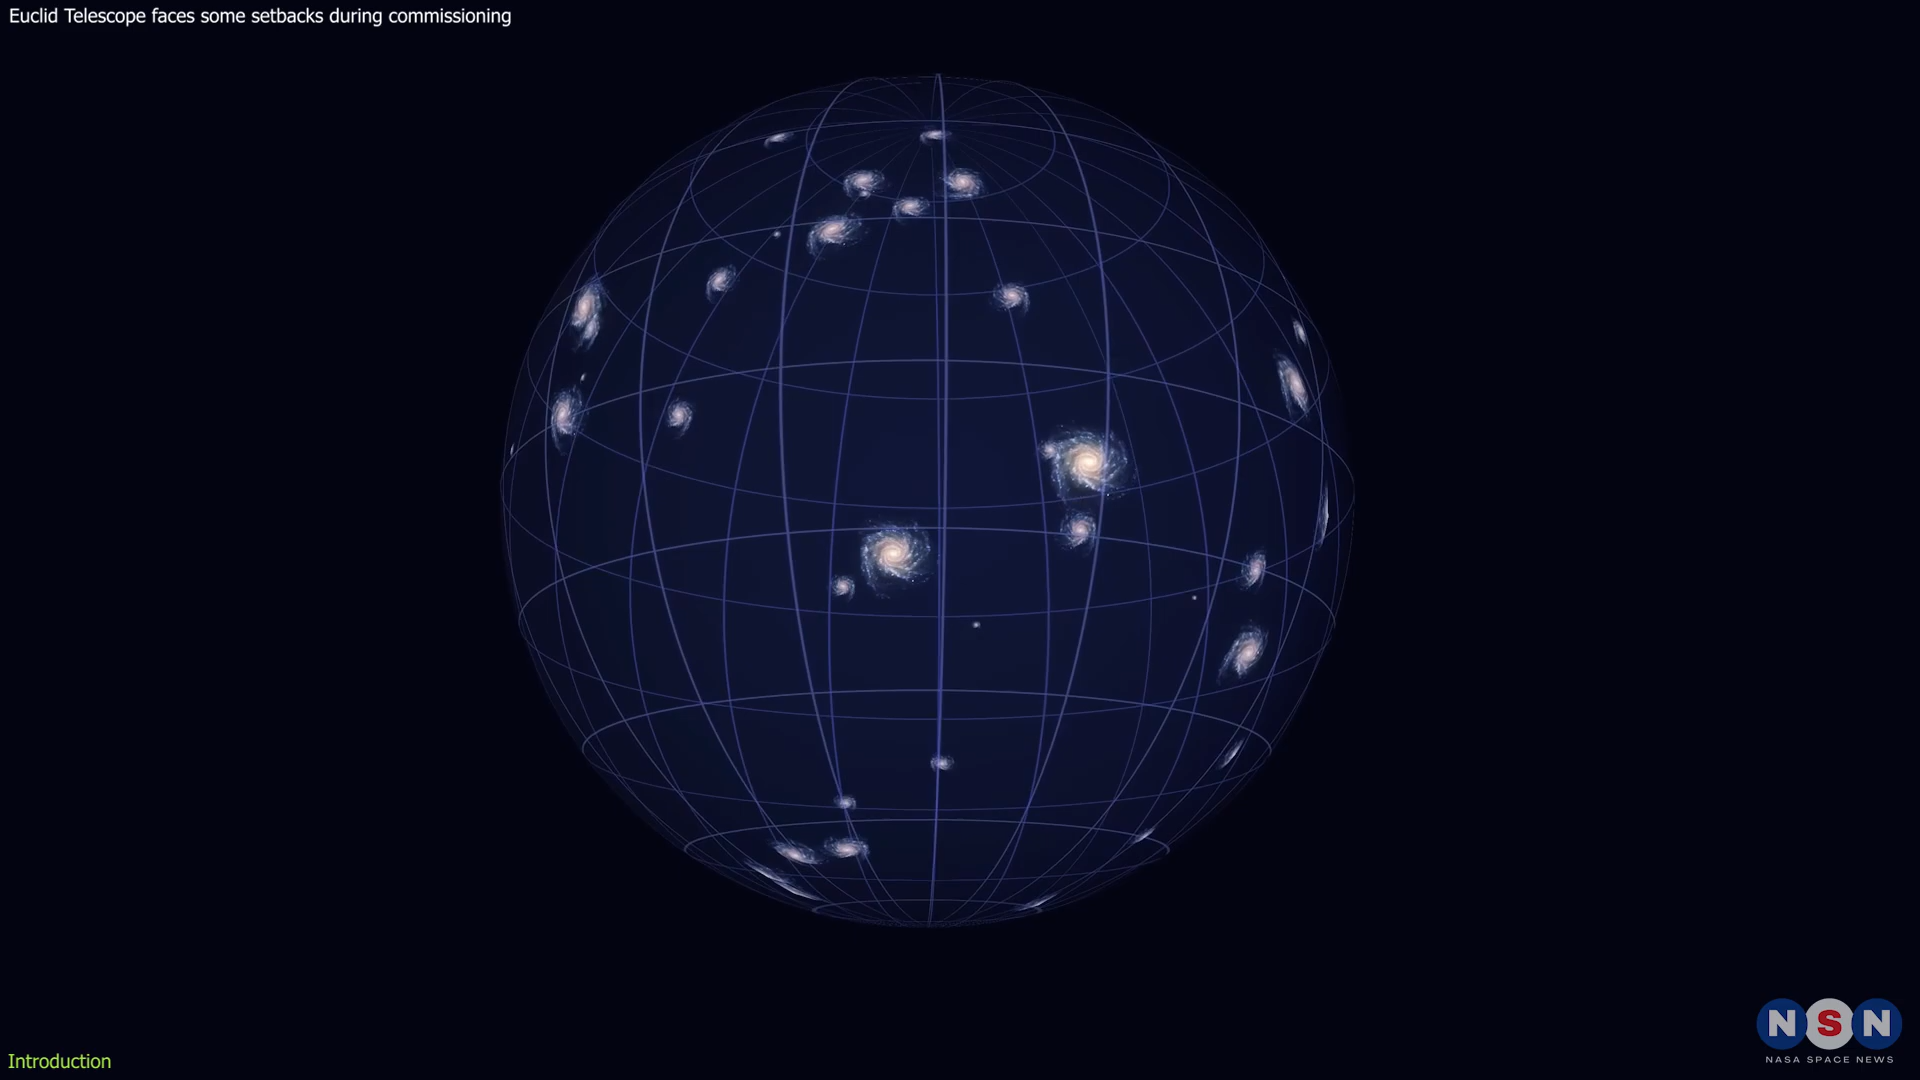 Euclid Telescope faces some setbacks during commissioning
NSN
NASA SPACE NEWS
Introduction